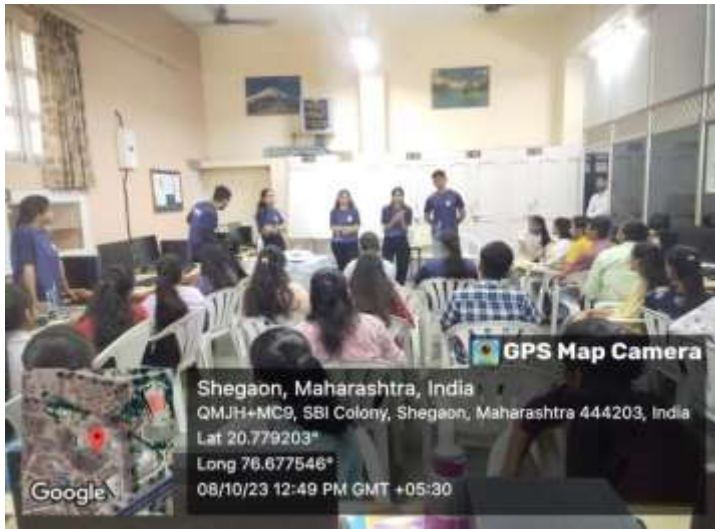 GPS Map Camera
Shegaon, Maharashtra, India
QMJH+MC9, SBI Colony, Shegaon, Maharashtra 444203, India
Lat 20.779203°
Long 76.677546°
08/10/23 12:49 PM GMT +05:30
Google